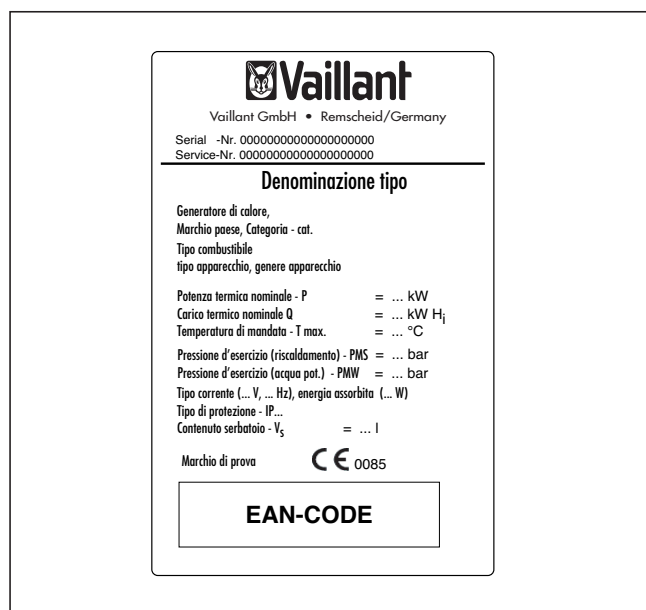 Vaillant
Vaillant GmbH • Remscheid/Germany
Serial -Nr. 00000000000000000000
Service-Nr. 00000000000000000000
Denominazione tipo
Generatore di calore,
Marchio paese, Categoria - cat.
Tipo combustibile
tipo apparecchio, genere apparecchio
Potenza termica nominale - P = ... kW
Carico termico nominale Q = ... kW Hi
Temperatura di mandata - T max. = ... °C
Pressione d'esercizio (riscaldamento) - PMS = ... bar
Pressione d'esercizio (acqua pot.) - PMW = ... bar
Tipo corrente (... V, ... Hz), energia assorbita (... W)
Tipo di protezione - IP...
Contenuto serbatoio - Vs = ... l
Marchio di prova CE 0085
EAN-CODE